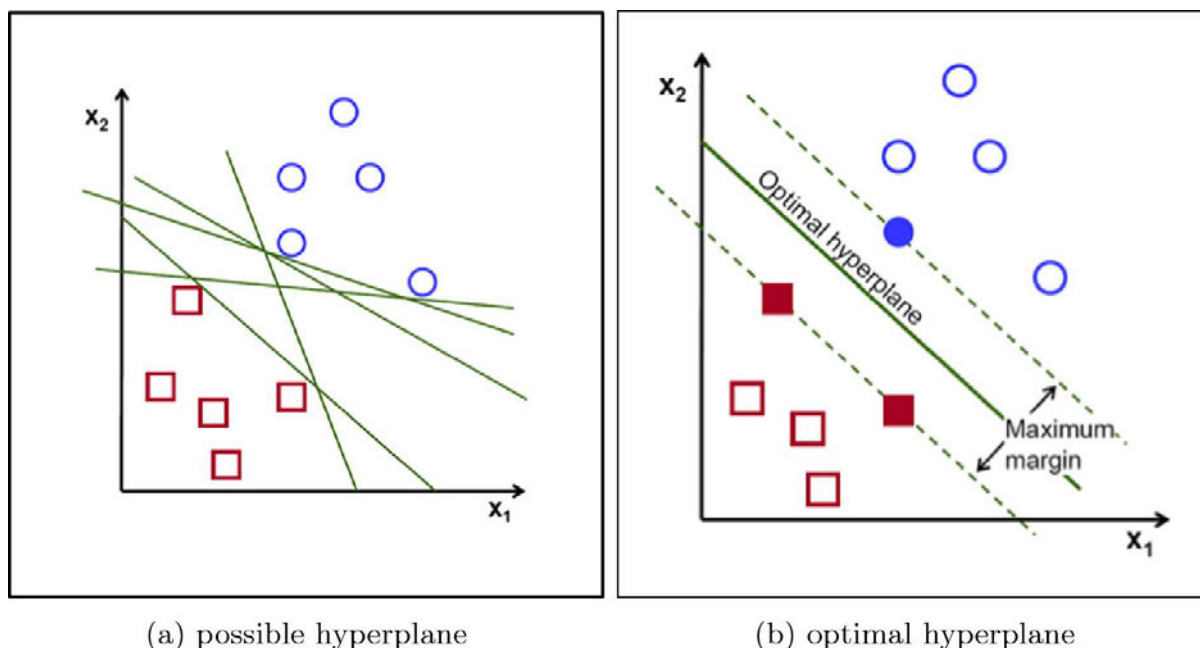 x₂
x₁
(a) possible hyperplane
x₂
Optimal hyperplane
Maximum
margin
x₁
(b) optimal hyperplane